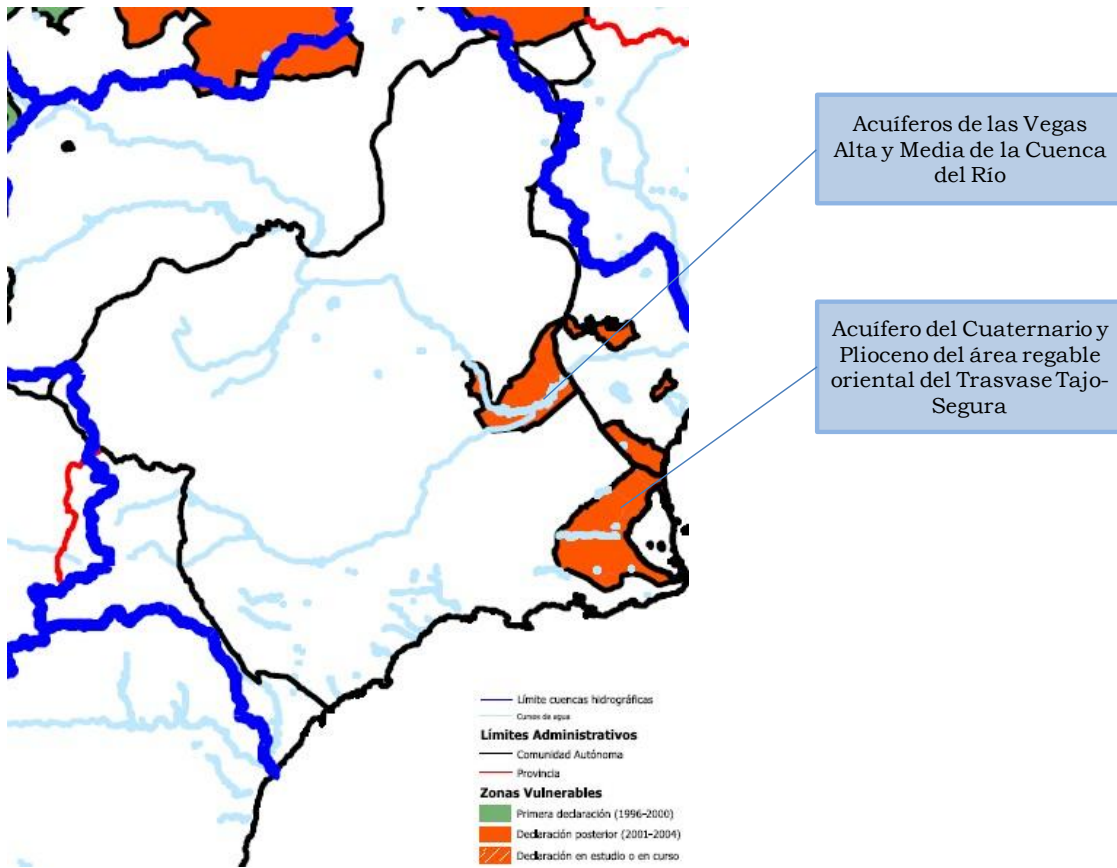 Acuíferos de las Vegas
Alta y Media de la Cuenca
del Río
Acuífero del Cuaternario y
Plioceno del área regable
oriental del Trasvase Tajo-
Segura
Límite cuencas hidrográficas
Cursos de agua
Límites Administrativos
Comunidad Autónoma
Provincia
Zonas Vulnerables
Primera declaración (1996-2000)
Declaración posterior (2001-2004)
Declaración en estudio o en curso